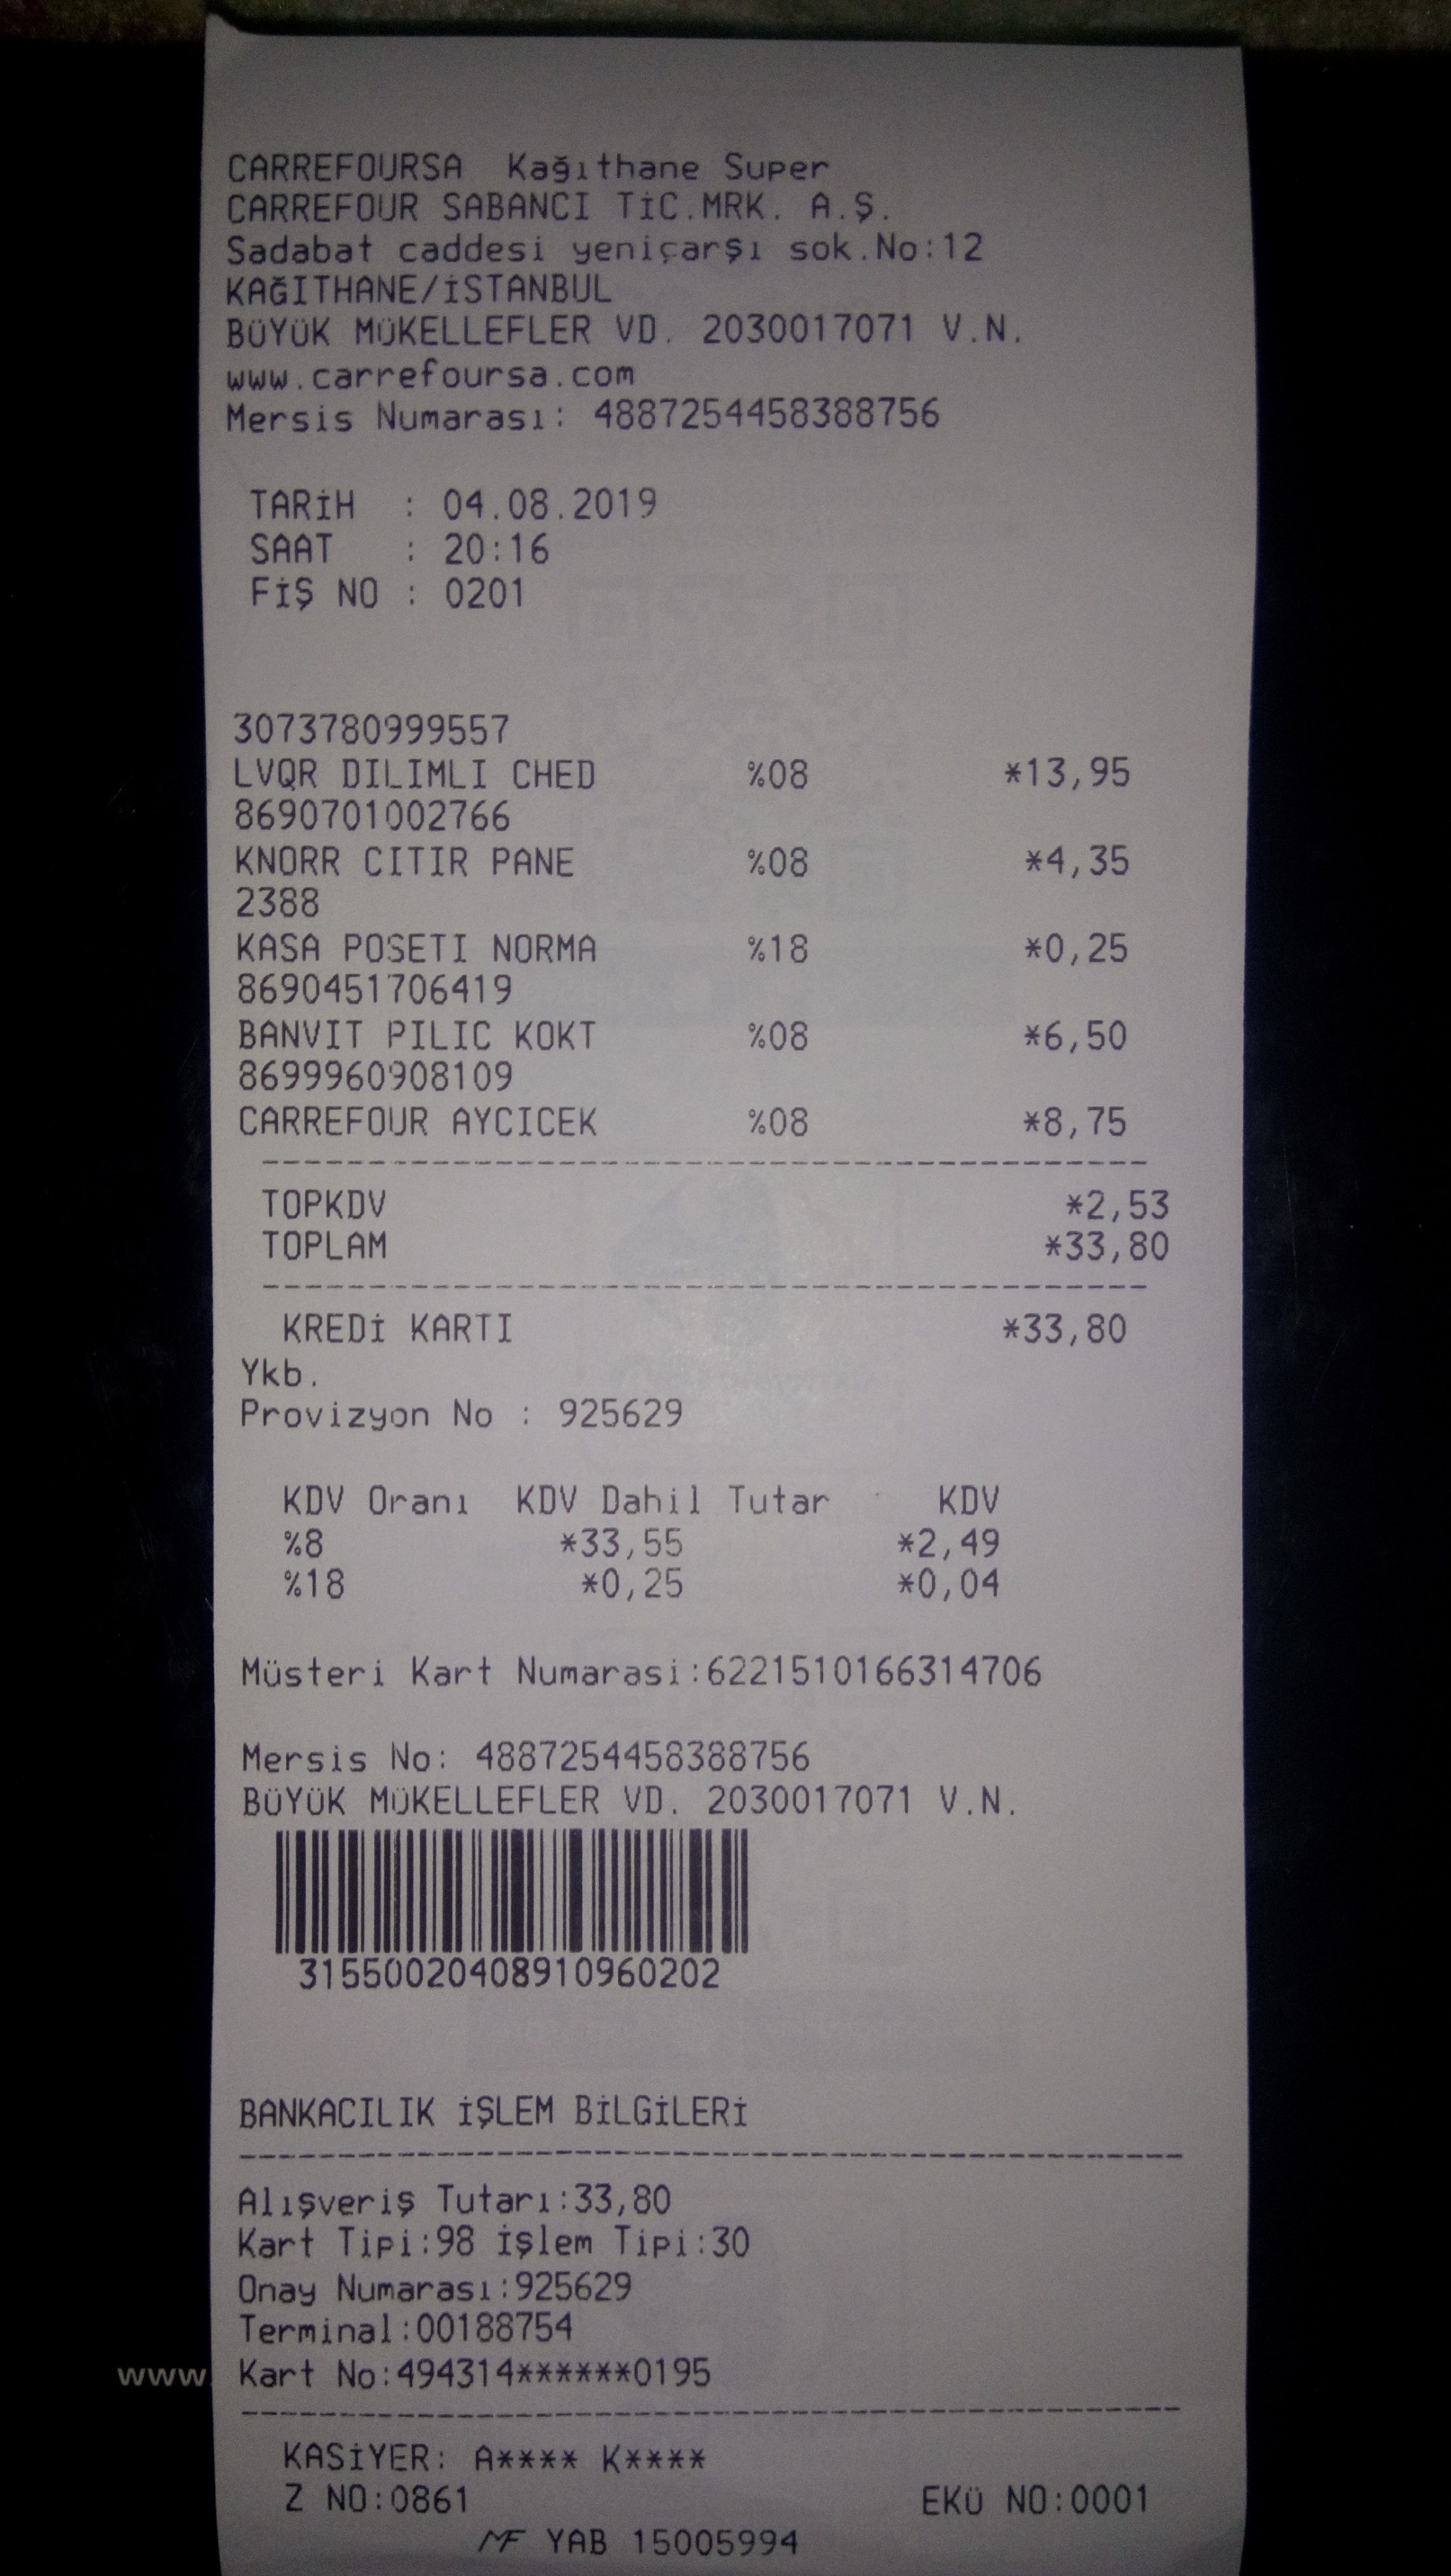 CARREFOURSA Kağıthane Super
CARREFOUR SABANCI TİC.MRK. A.Ş.
Sadabat caddesi yeniçarşı sok.No:12
KAĞITHANE/İSTANBUL
BÜYÜK MÜKELLEFLER VD. 2030017071 V.N.
www.carrefoursa.com
Mersis Numarası: 4887254458388756
TARİH : 04.08.2019
SAAT : 20:16
FİŞ NO : 0201
3073780999557
LVQR DILIMLI CHED %08 *13,95
8690701002766
KNORR CITIR PANE %08 *4,35
2388
KASA POSETI NORMA %18 *0,25
8690451706419
BANVIT PILIC KOKT %08 *6,50
8699960908109
CARREFOUR AYCICEK %08 *8,75
TOPKDV *2,53
TOPLAM *33,80
KREDİ KARTI *33,80
Ykb.
Provizyon No : 925629
KDV Oranı KDV Dahil Tutar KDV
%8 *33,55 *2,49
%18 *0,25 *0,04
Müsteri Kart Numarasi:6221510166314706
Mersis No: 4887254458388756
BÜYÜK MÜKELLEFLER VD. 2030017071 V.N.
31550020408910960202
BANKACILIK İŞLEM BİLGİLERİ
Alışveriş Tutarı:33,80
Kart Tipi:98 İşlem Tipi:30
Onay Numarası:925629
Terminal:00188754
www. Kart No:494314******0195
KASİYER: A**** K****
Z NO:0861 EKÜ NO:0001
MF YAB 15005994